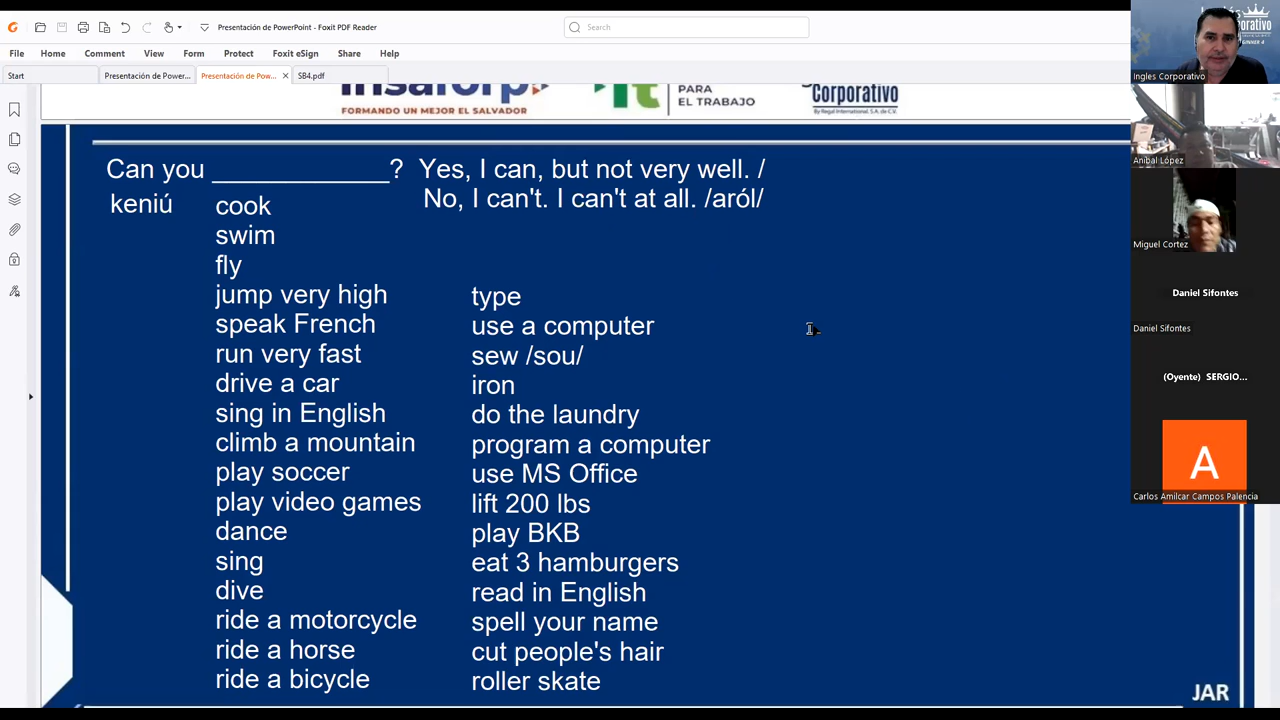 Presentación de PowerPoint - Foxit PDF Reader
Search
File Home Comment View Form Protect Foxit eSign Share Help
Start
Presentación de Power...
Presentación de Pow...
SB4.pdf
FORMANDO UN MEJOR EL SALVADOR
PARA
EL TRABAJO
Corporativo
By Regal International, S.A. de C.V.
Can you ____________? Yes, I can, but not very well. /
keniú
No, I can't. I can't at all. /aról/
cook
swim
fly
jump very high
speak French
run very fast
drive a car
sing in English
climb a mountain
play soccer
play video games
dance
sing
dive
ride a motorcycle
ride a horse
ride a bicycle
type
use a computer
sew /sou/
iron
do the laundry
program a computer
use MS Office
lift 200 lbs
play BKB
eat 3 hamburgers
read in English
spell your name
cut people's hair
roller skate
JAR
Ingles Corporativo
Anibal López
Miguel Cortez
Daniel Sifontes
Daniel Sifontes
(Oyente) SERGIO...
A
Carlos Amilcar Campos Palencia